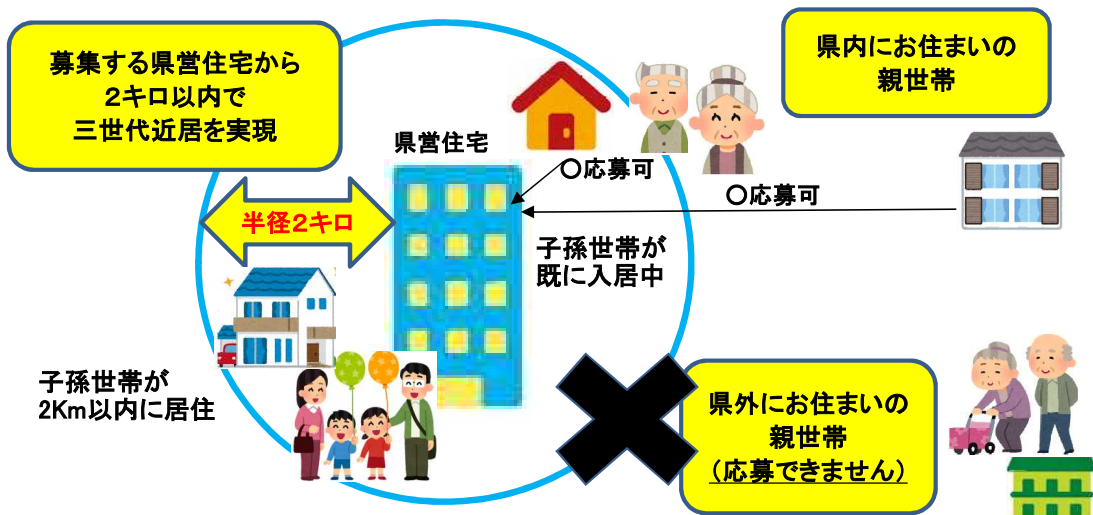 募集する県営住宅から
２キロ以内で
三世代近居を実現
県内にお住まいの
親世帯
県営住宅
〇応募可
〇応募可
半径２キロ
子孫世帯が
既に入居中
子孫世帯が
2Km以内に居住
県外にお住まいの
親世帯
（応募できません）